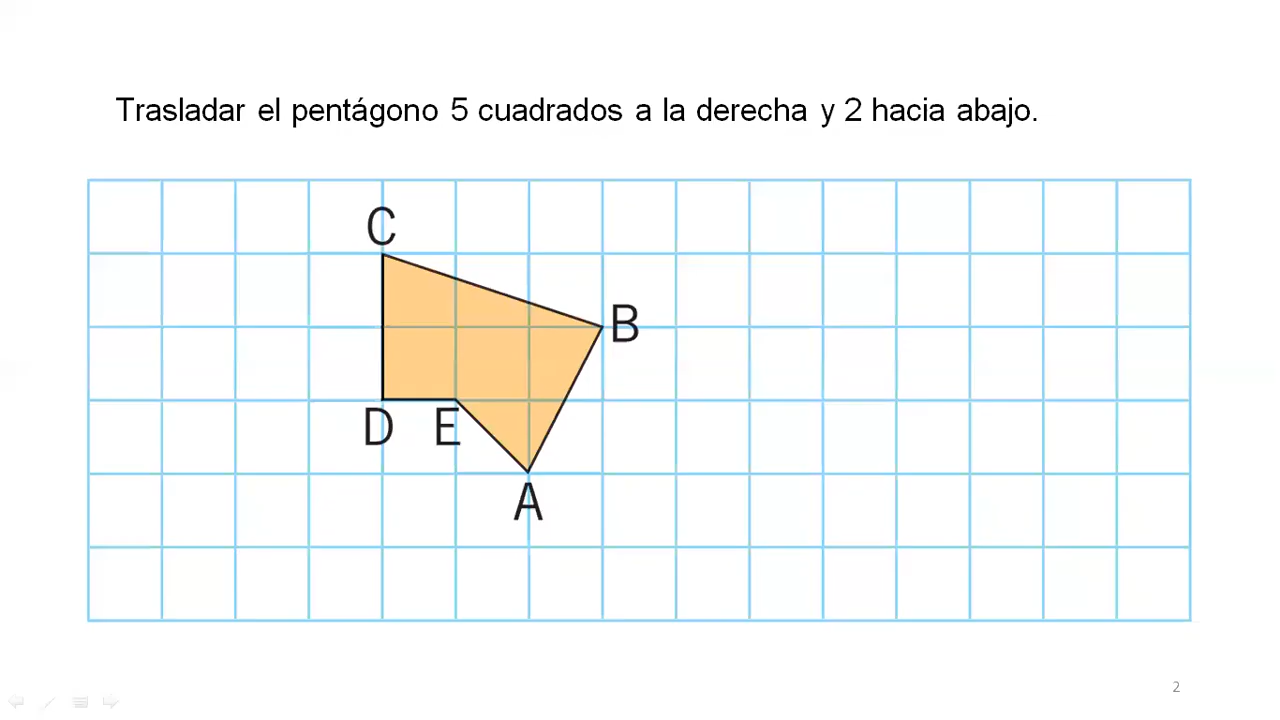 Trasladar el pentágono 5 cuadrados a la derecha y 2 hacia abajo.
C
B
D E
A
2